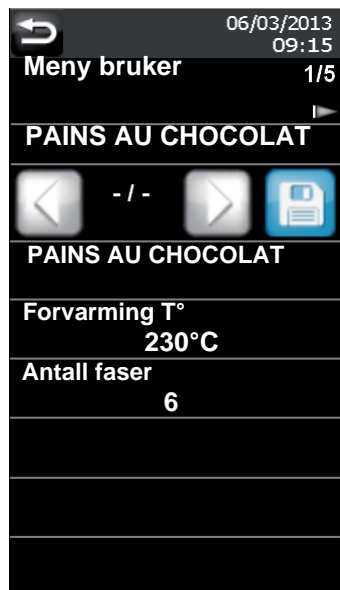 06/03/2013
09:15
Meny bruker 1/5
PAINS AU CHOCOLAT
- / -
PAINS AU CHOCOLAT
Forvarming T°
230°C
Antall faser
6